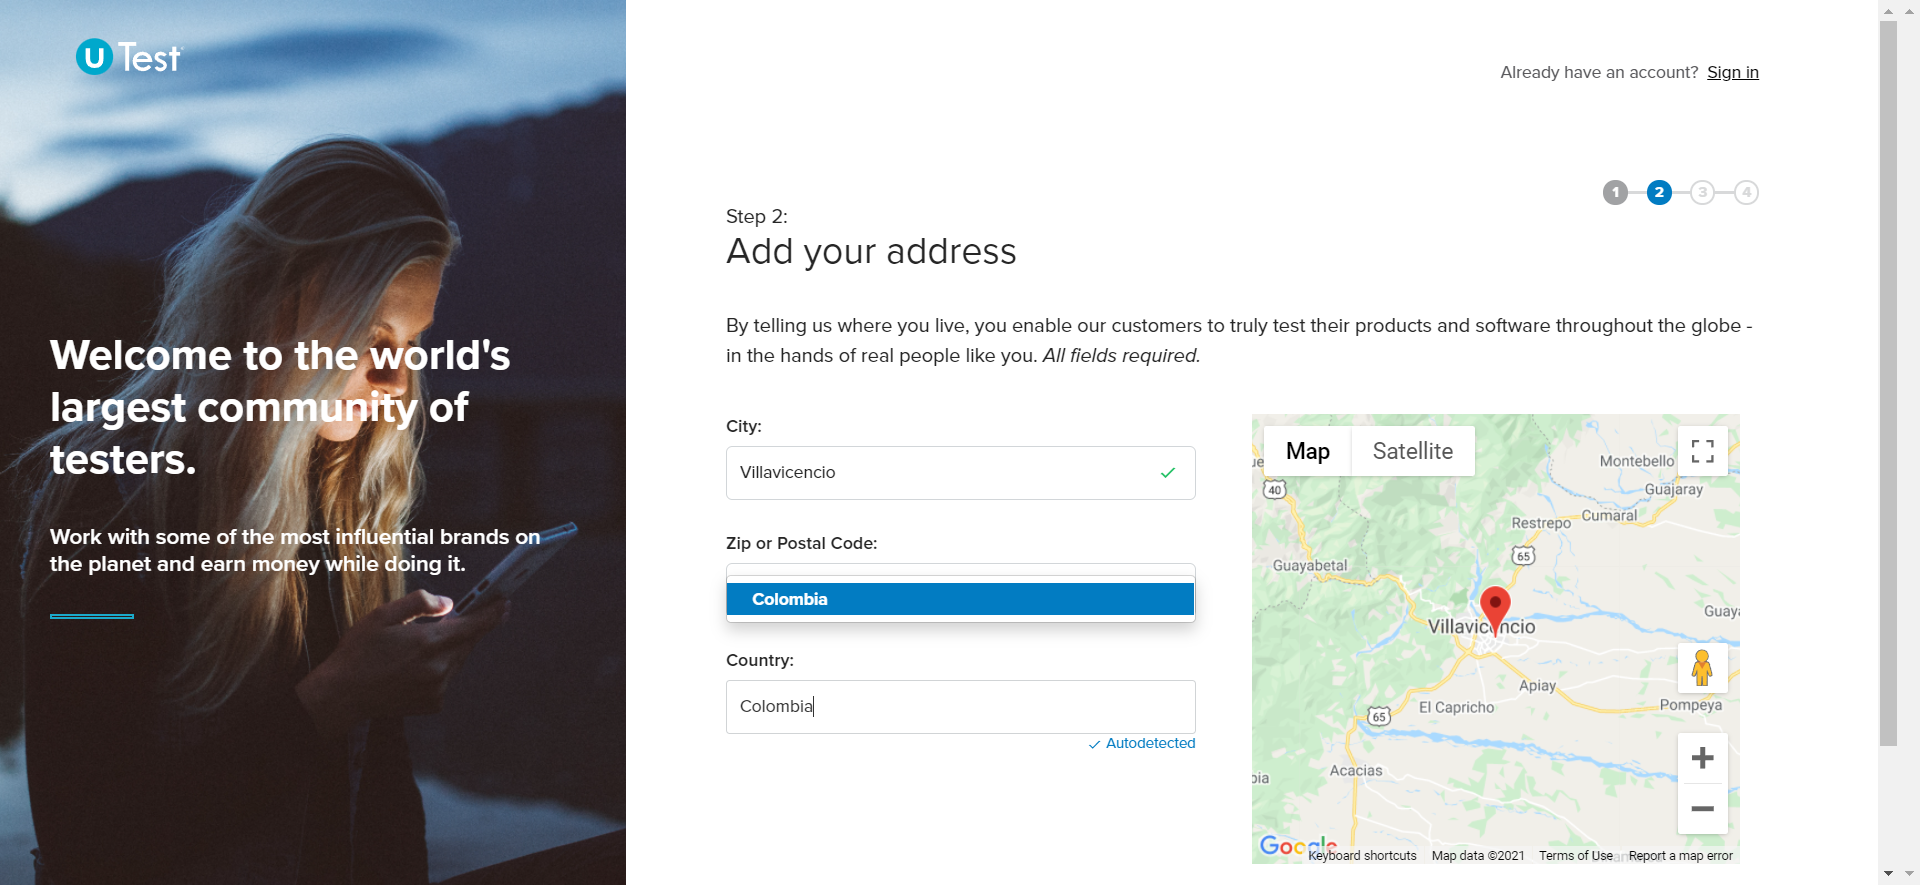 U Test
Already have an account? Sign in
1 2 3 4
Step 2:
Add your address
By telling us where you live, you enable our customers to truly test their products and software throughout the globe -
in the hands of real people like you. All fields required.
Welcome to the world's
largest community of
testers.
Work with some of the most influential brands on
the planet and earn money while doing it.
City:
Villavicencio
Zip or Postal Code:
Colombia
Country:
Colombia
Autodetected
Map Satellite
Montebello
40
Guajaray
Restrepo Cumaral
65
Guayabetal
Guaya
Villavicencio
Apiay
El Capricho
Pompeya
65
Acacias
Google
Keyboard shortcuts Map data ©2021 Terms of Use Report a map error